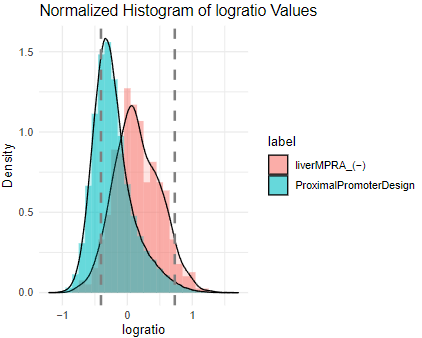 Normalized Histogram of logratio Values
Density
1.5
1.0
0.5
0.0
−1
0
1
logratio
label
liverMPRA_(−)
ProximalPromoterDesign